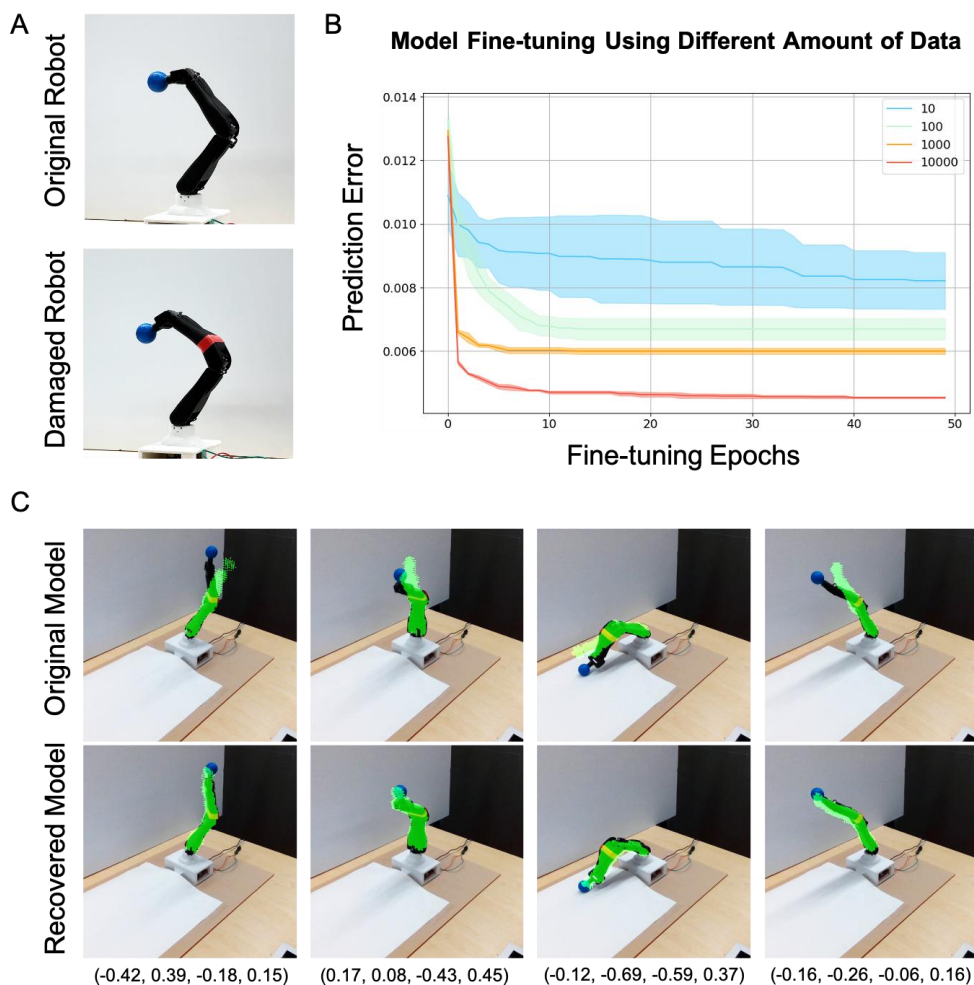 A
Original Robot
Damaged Robot
B
Model Fine-tuning Using Different Amount of Data
Prediction Error
0.014
0.012
0.010
0.008
0.006
10
100
1000
10000
0
10
20
30
40
50
Fine-tuning Epochs
C
Original Model
Recovered Model
(-0.42, 0.39, -0.18, 0.15)
(0.17, 0.08, -0.43, 0.45)
(-0.12, -0.69, -0.59, 0.37)
(-0.16, -0.26, -0.06, 0.16)